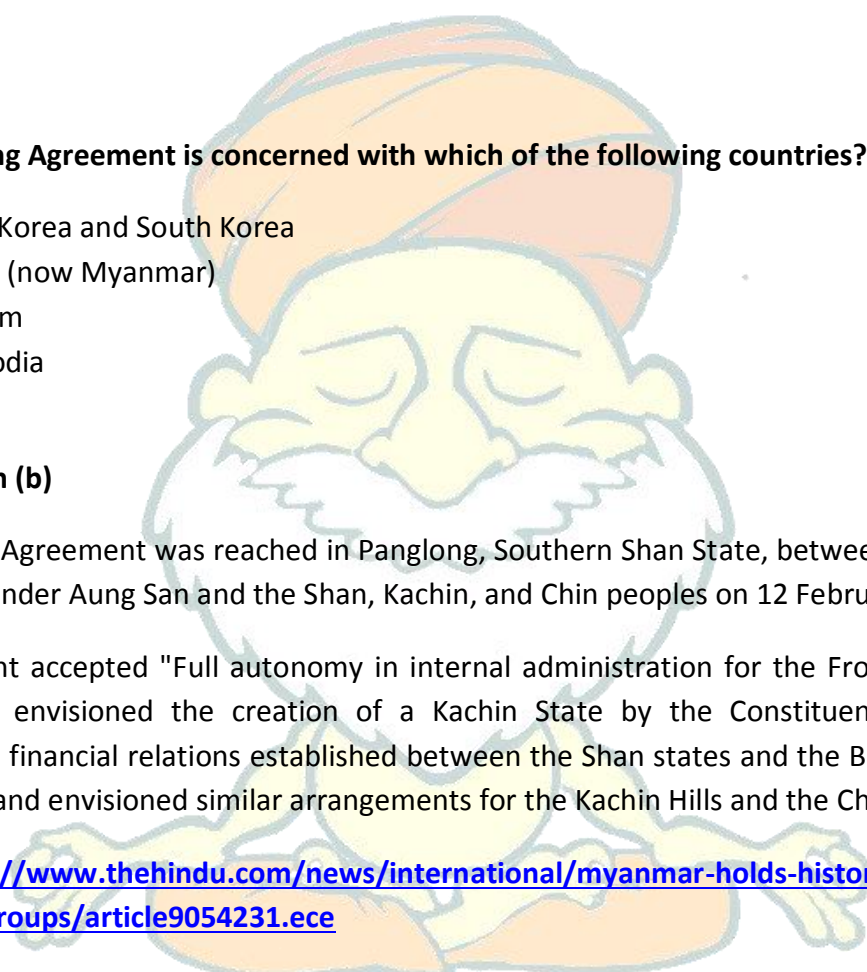 ng Agreement is concerned with which of the following countries?
Korea and South Korea
(now Myanmar)
m
odia
n (b)
Agreement was reached in Panglong, Southern Shan State, betwee
nder Aung San and the Shan, Kachin, and Chin peoples on 12 Febru
nt accepted "Full autonomy in internal administration for the Fro
envisioned the creation of a Kachin State by the Constituen
financial relations established between the Shan states and the B
and envisioned similar arrangements for the Kachin Hills and the Ch
//www.thehindu.com/news/international/myanmar-holds-histor
roups/article9054231.ece